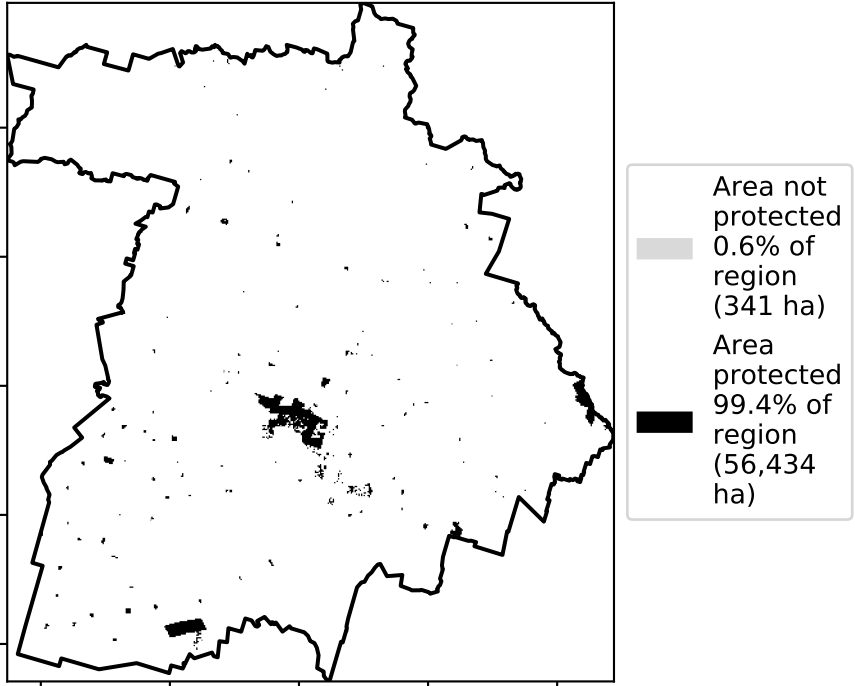 Area not
protected
0.6% of
region
(341 ha)
Area
protected
99.4% of
region
(56,434
ha)